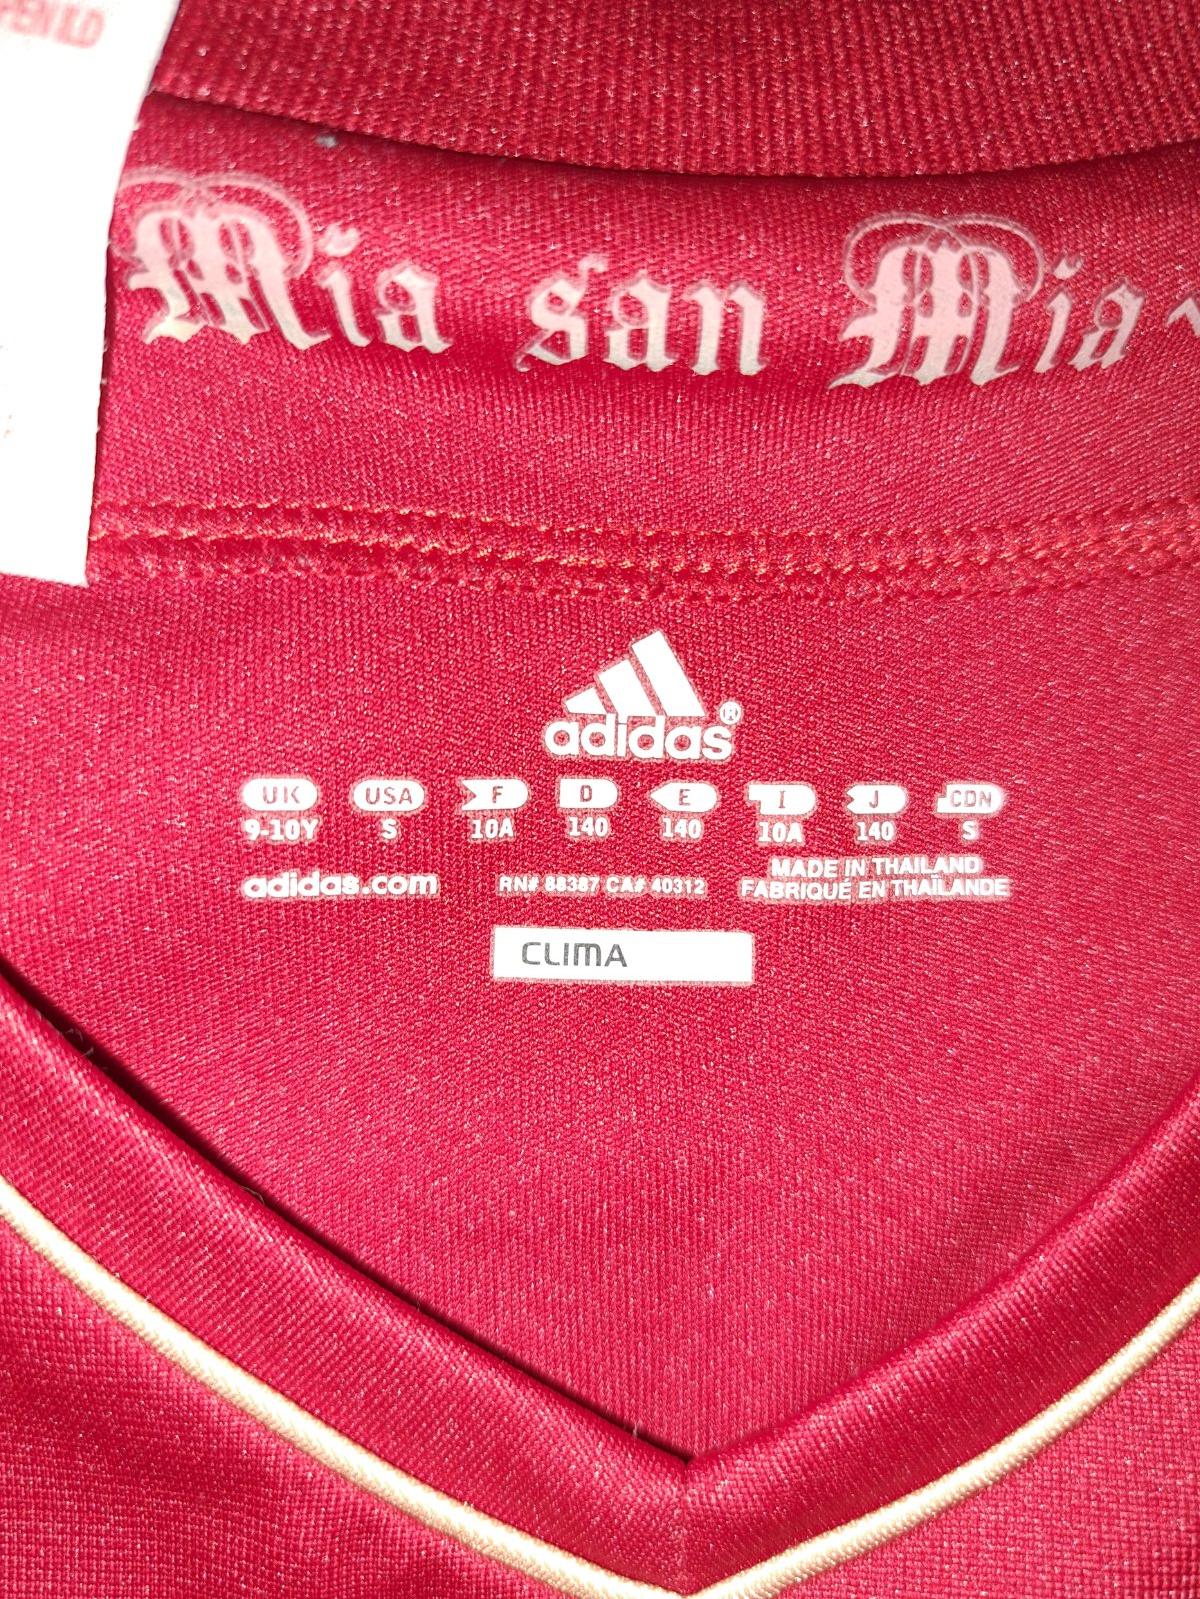 Mia san Mia
adidas®
UK USA F D E I J CDN
9-10Y S 10A 140 140 10A 140 S
adidas.com RN# 88387 CA# 40312 MADE IN THAILAND
FABRIQUÉ EN THAÏLANDE
CLIMA